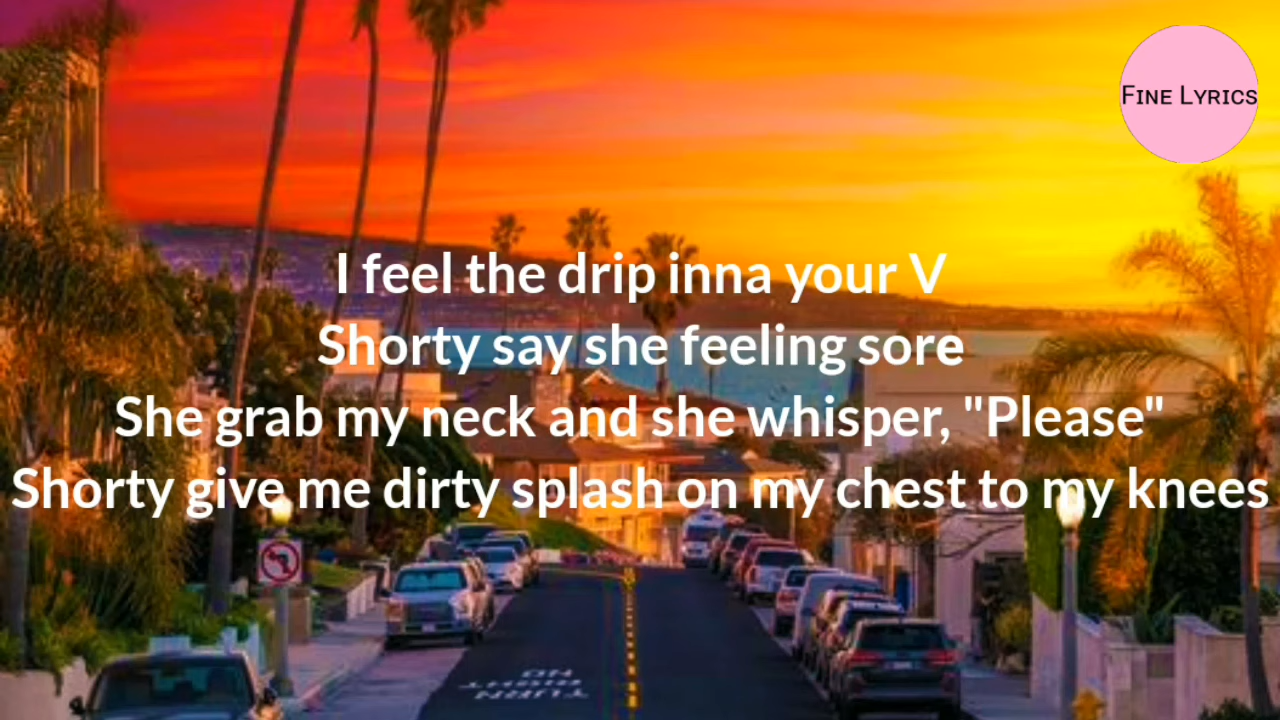 FINE LYRICS
I feel the drip inna your V
Shorty say she feeling sore
She grab my neck and she whisper, "Please"
Shorty give me dirty splash on my chest to my knees
NO
RIGHT
TURN